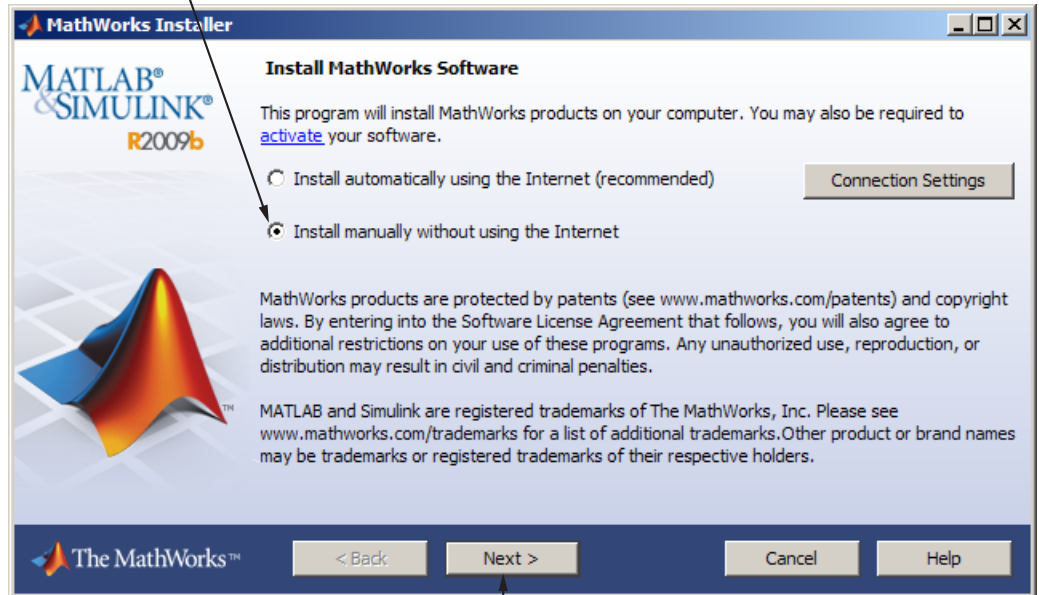 MathWorks Installer
MATLAB®
&SIMULINK®
R2009b
Install MathWorks Software
This program will install MathWorks products on your computer. You may also be required to
activate your software.
Install automatically using the Internet (recommended)
Connection Settings
Install manually without using the Internet
MathWorks products are protected by patents (see www.mathworks.com/patents) and copyright
laws. By entering into the Software License Agreement that follows, you will also agree to
additional restrictions on your use of these programs. Any unauthorized use, reproduction, or
distribution may result in civil and criminal penalties.
TM
MATLAB and Simulink are registered trademarks of The MathWorks, Inc. Please see
www.mathworks.com/trademarks for a list of additional trademarks.Other product or brand names
may be trademarks or registered trademarks of their respective holders.
The MathWorks™
< Back
Next >
Cancel
Help